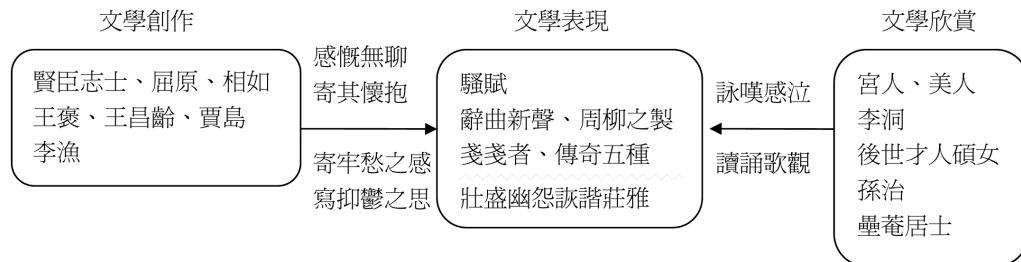 文學創作
賢臣志士、屈原、相如
王褒、王昌齡、賈島
李漁
感慨無聊
寄其懷抱
寄牢愁之感
寫抑鬱之思
文學表現
騷賦
辭曲新聲、周柳之製
戔戔者、傳奇五種
壯盛幽怨詼諧莊雅
詠嘆感泣
讀誦歌觀
文學欣賞
宮人、美人
李洞
後世才人碩女
孫治
壘菴居士